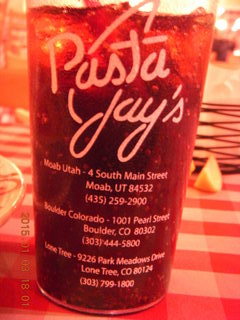 Pasta
Jay's
Moab Utah - 4 South Main Street
Moab, UT 84532
(435) 259-2900
Boulder Colorado - 1001 Pearl Street
Boulder, CO 80302
(303) 444-5800
Lone Tree - 9226 Park Meadows Drive
Lone Tree, CO 80124
(303) 799-1800